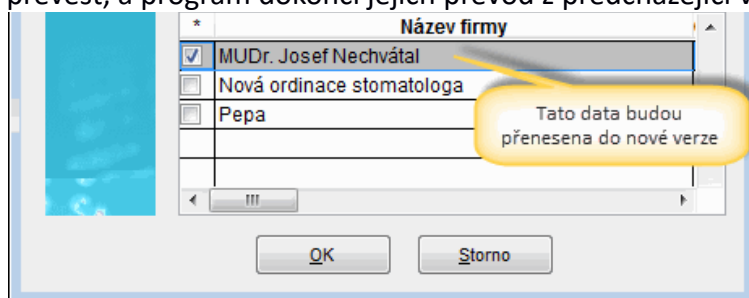 převést, a program dokončí jejich převod z předcházející v
* Název firmy
MUDr. Josef Nechvátal
Nová ordinace stomatologa
Pepa
Tato data budou
přenesena do nové verze
OK
Storno